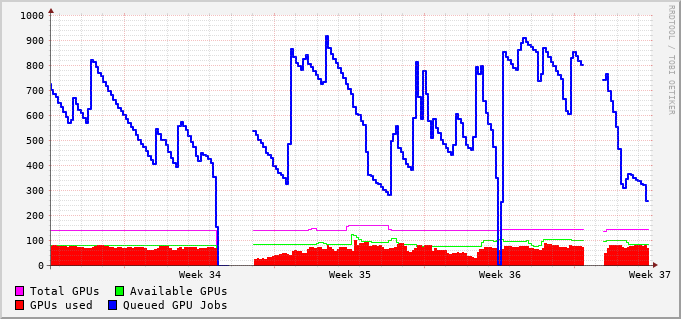 1000
900
800
700
600
500
400
300
200
100
0
Week 34 Week 35 Week 36 Week 37
Total GPUs Available GPUs
GPUs used Queued GPU Jobs
RRDTOOL / TOBI OETIKER